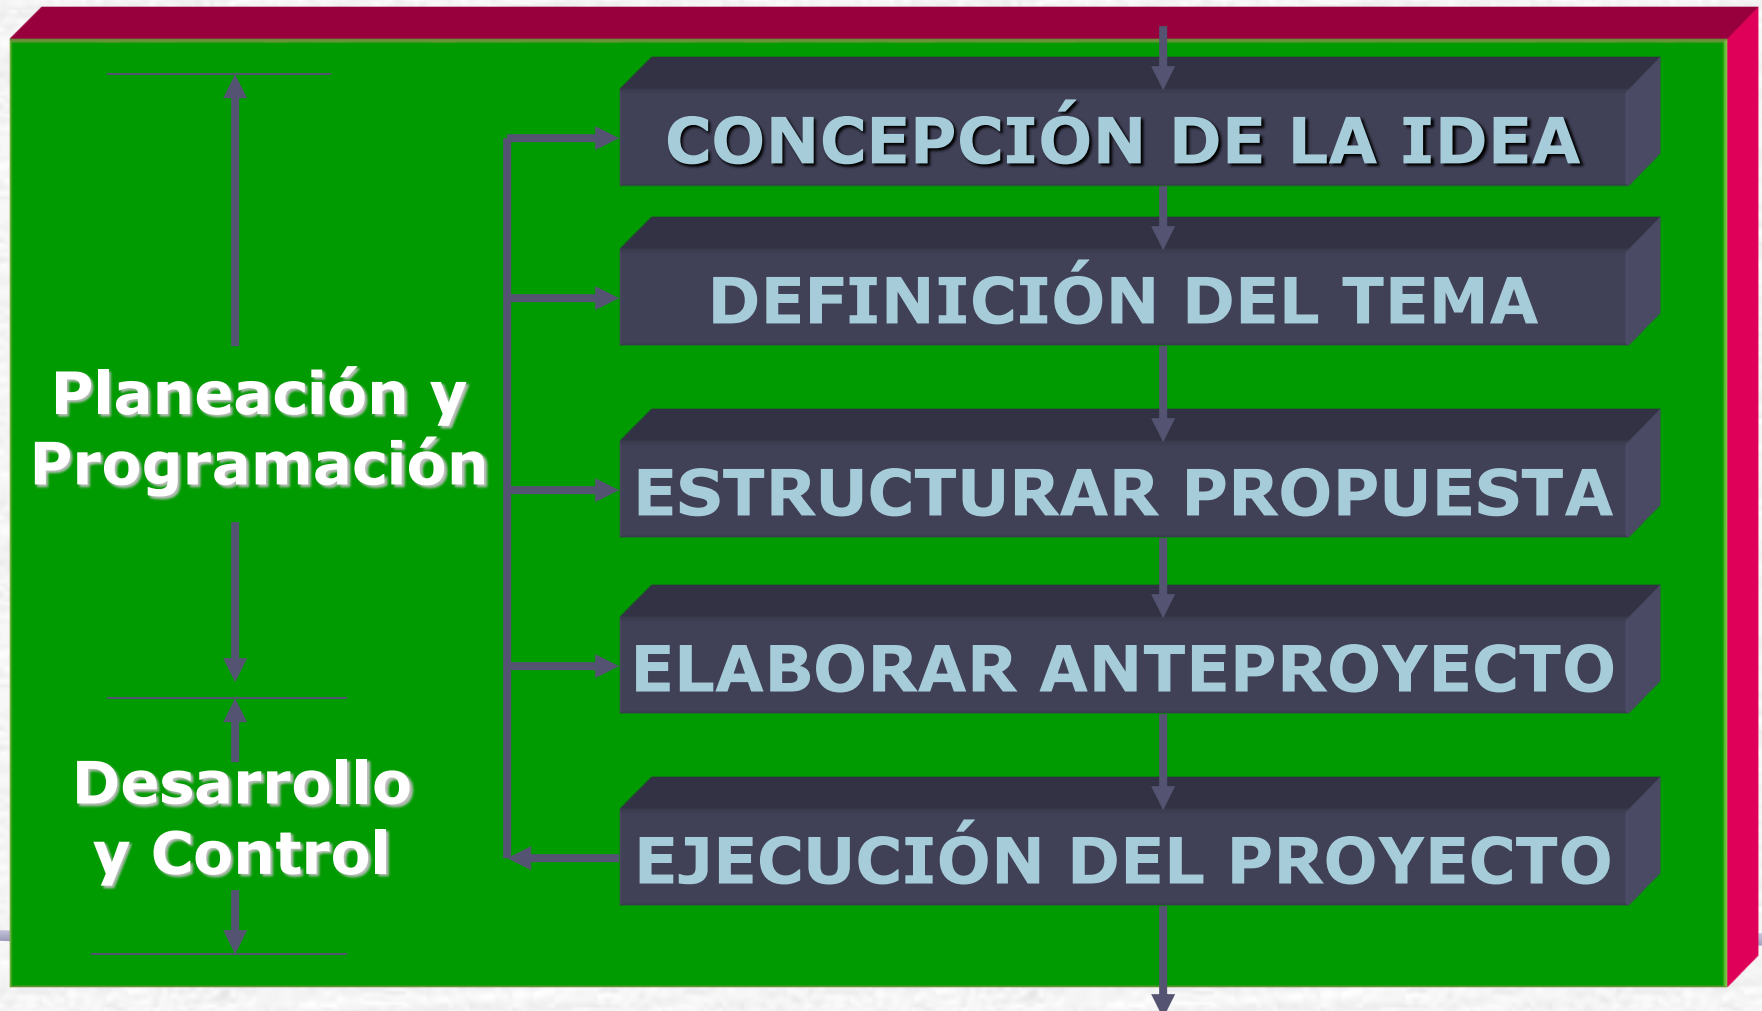 CONCEPCIÓN DE LA IDEA
DEFINICIÓN DEL TEMA
Planeación y
Programación
ESTRUCTURAR PROPUESTA
ELABORAR ANTEPROYECTO
Desarrollo
y Control
EJECUCIÓN DEL PROYECTO